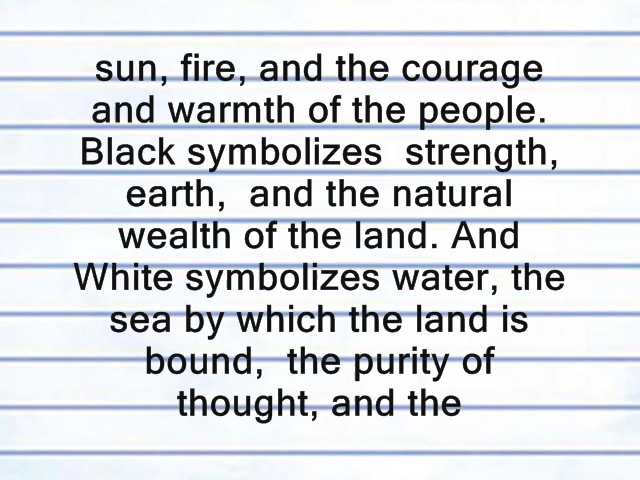 sun, fire, and the courage
and warmth of the people.
Black symbolizes  strength,
earth,  and the natural
wealth of the land. And
White symbolizes water, the
sea by which the land is
bound,  the purity of
thought, and the